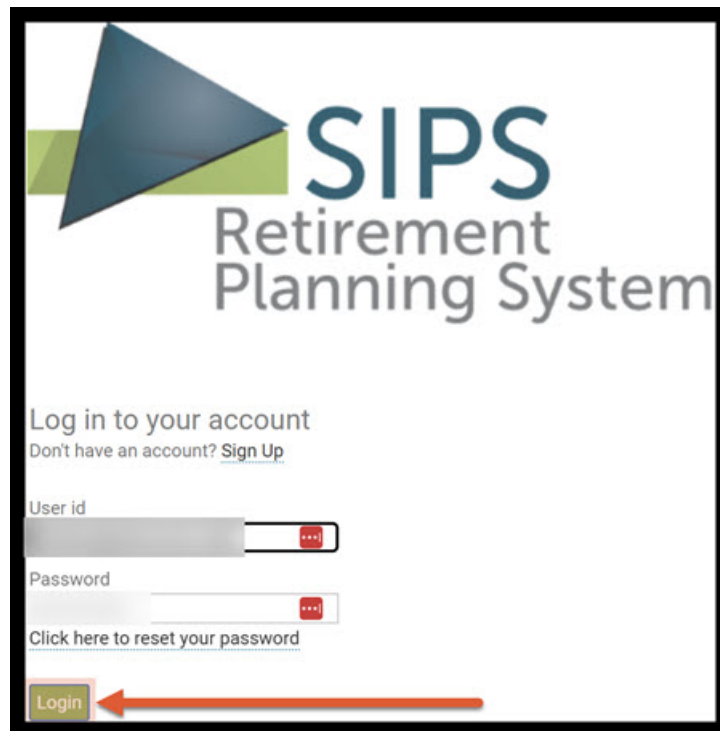 SIPS
Retirement
Planning System
Log in to your account
Don't have an account? Sign Up
User id
Password
Click here to reset your password
Login